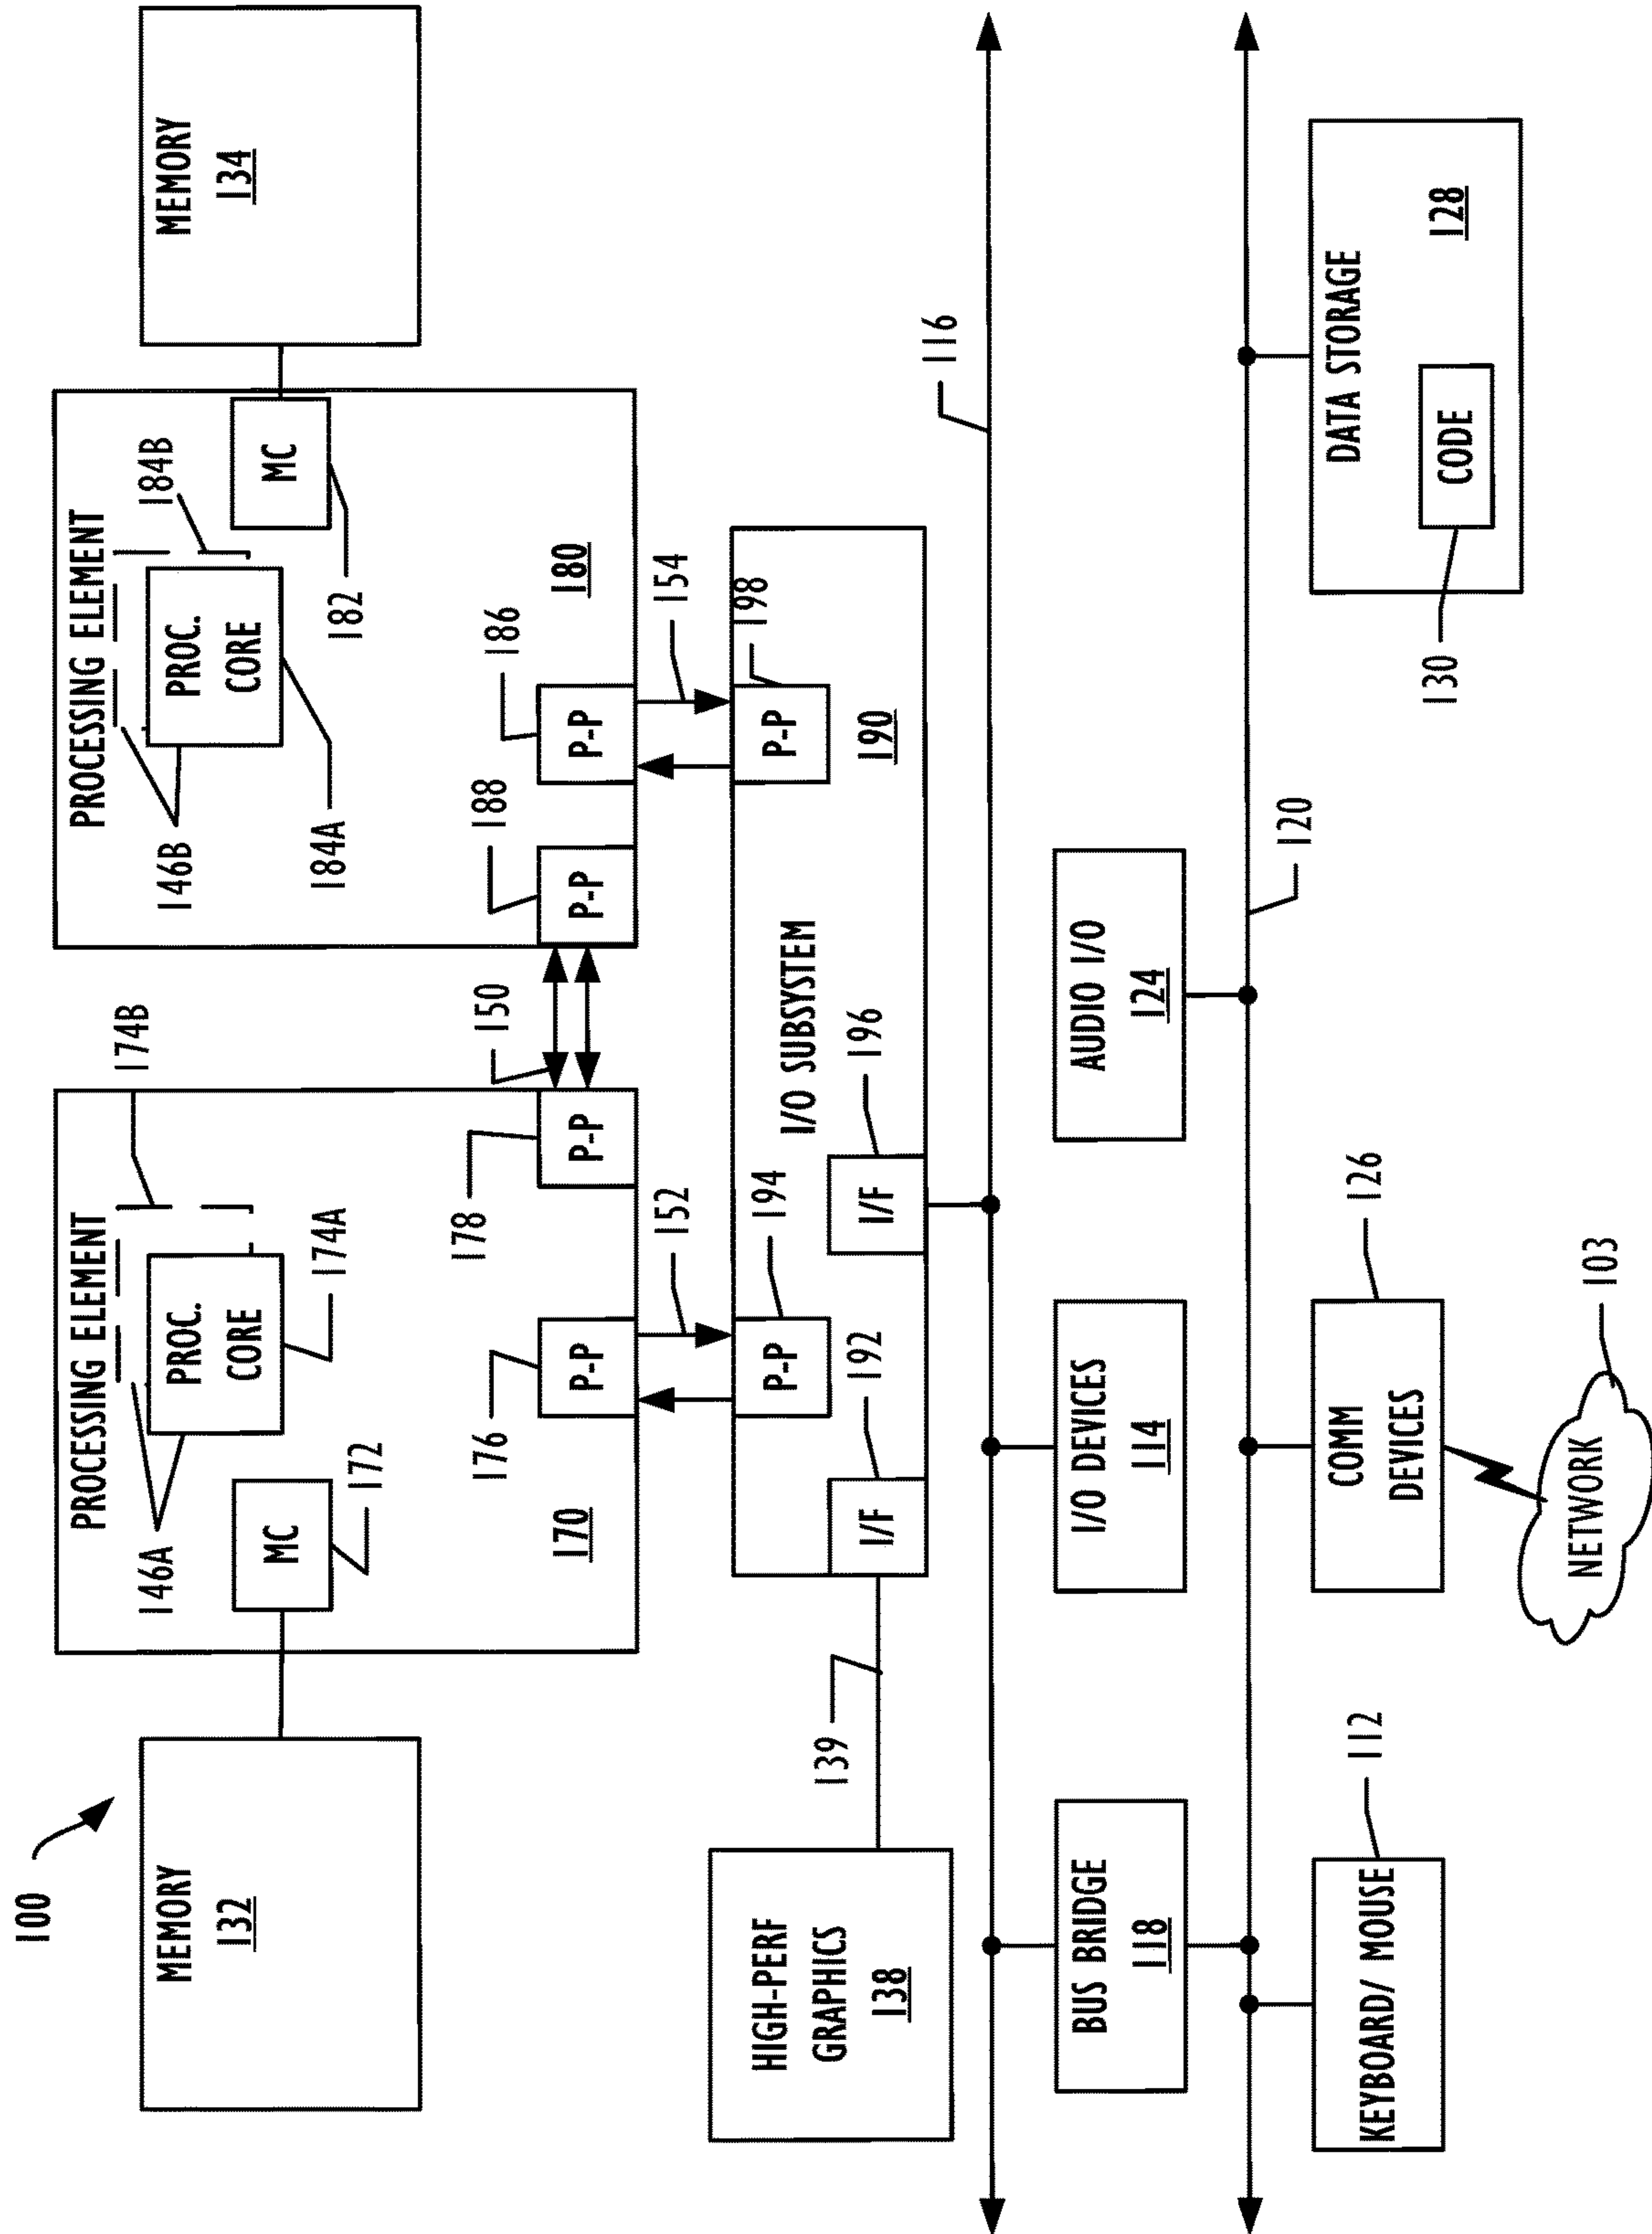 100
MEMORY
132
PROCESSING ELEMENT
146A
PROC.
CORE
174A
174B
MC
172
170
P-P
176
P-P
178
150
PROCESSING ELEMENT
146B
PROC.
CORE
184A
184B
MC
182
180
P-P
188
P-P
186
MEMORY
134
152
154
HIGH-PERF
GRAPHICS
138
139
I/O SUBSYSTEM
190
P-P
194
P-P
198
I/F
192
I/F
196
116
BUS BRIDGE
118
I/O DEVICES
114
AUDIO I/O
124
120
KEYBOARD/ MOUSE
112
COMM
DEVICES
126
NETWORK
103
DATA STORAGE
128
CODE
130